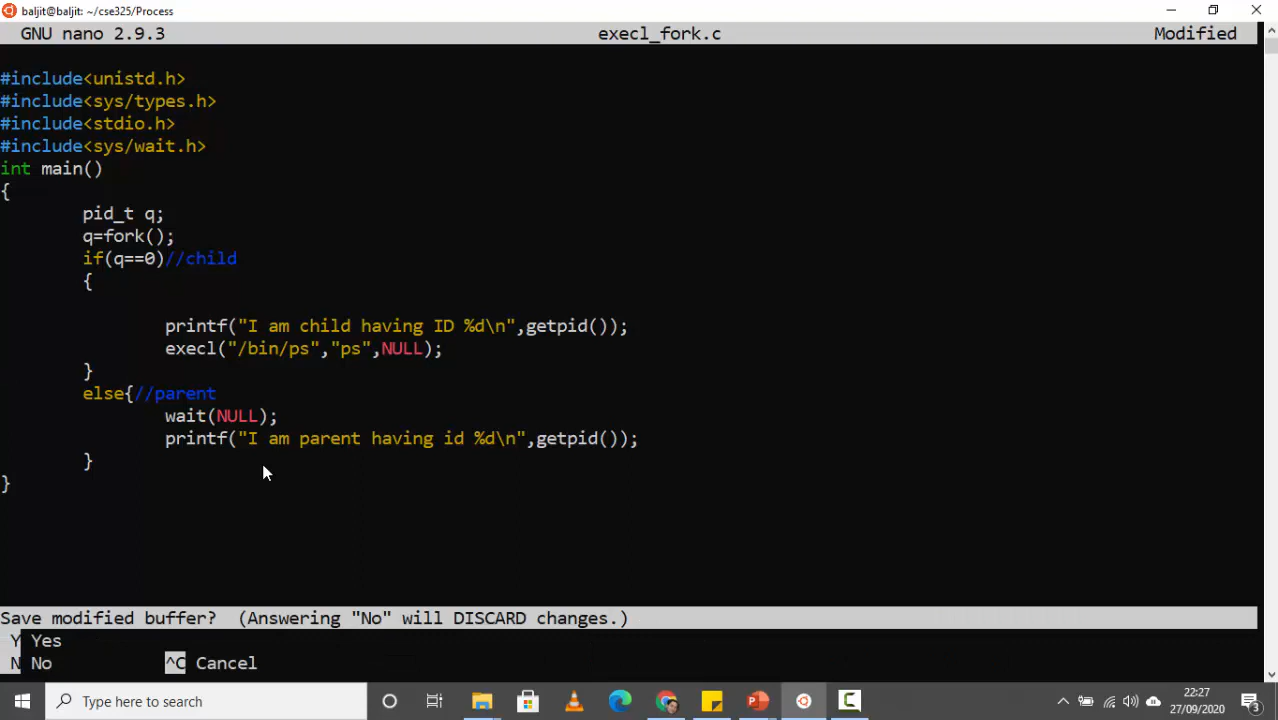 baljit@baljit: ~/cse325/Process
GNU nano 2.9.3 execl_fork.c Modified
#include<unistd.h>
#include<sys/types.h>
#include<stdio.h>
#include<sys/wait.h>
int main()
{
pid_t q;
q=fork();
if(q==0)//child
{
printf("I am child having ID %d\n",getpid());
execl("/bin/ps","ps",NULL);
}
else{//parent
wait(NULL);
printf("I am parent having id %d\n",getpid());
}
}
Save modified buffer? (Answering "No" will DISCARD changes.)
Y Yes
N No ^C Cancel
Type here to search
22:27
27/09/2020
3